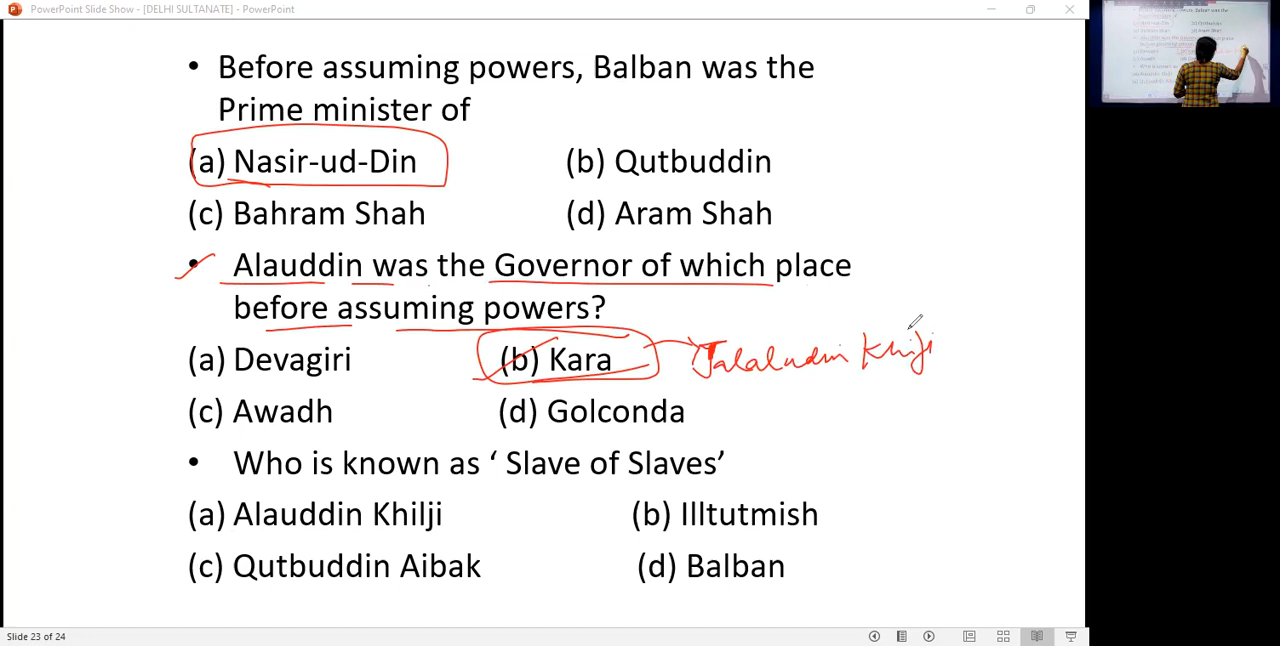 PowerPoint Slide Show - [DELHI SULTANATE] - PowerPoint
• Before assuming powers, Balban was the
Prime minister of
(a) Nasir-ud-Din (b) Qutbuddin
(c) Bahram Shah (d) Aram Shah
• Alauddin was the Governor of which place
before assuming powers?
(a) Devagiri (b) Kara Jalaludin Khilji
(c) Awadh (d) Golconda
• Who is known as ‘ Slave of Slaves’
(a) Alauddin Khilji (b) Illtutmish
(c) Qutbuddin Aibak (d) Balban
Slide 23 of 24